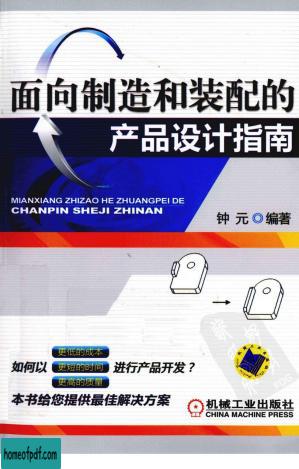 面向制造和装配的
产品设计指南
MIANXIANG ZHIZAO HE ZHUANGPEI DE
CHANPIN SHEJI ZHINAN
钟 元◎编著
更低的成本
如何以 更短的时间 进行产品开发？
更高的质量
本书给您提供最佳解决方案
机械工业出版社
CHINA MACHINE PRESS
homeofpdf.com